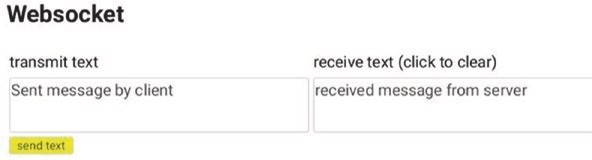 Websocket
transmit text
receive text (click to clear)
Sent message by client
received message from server
send text